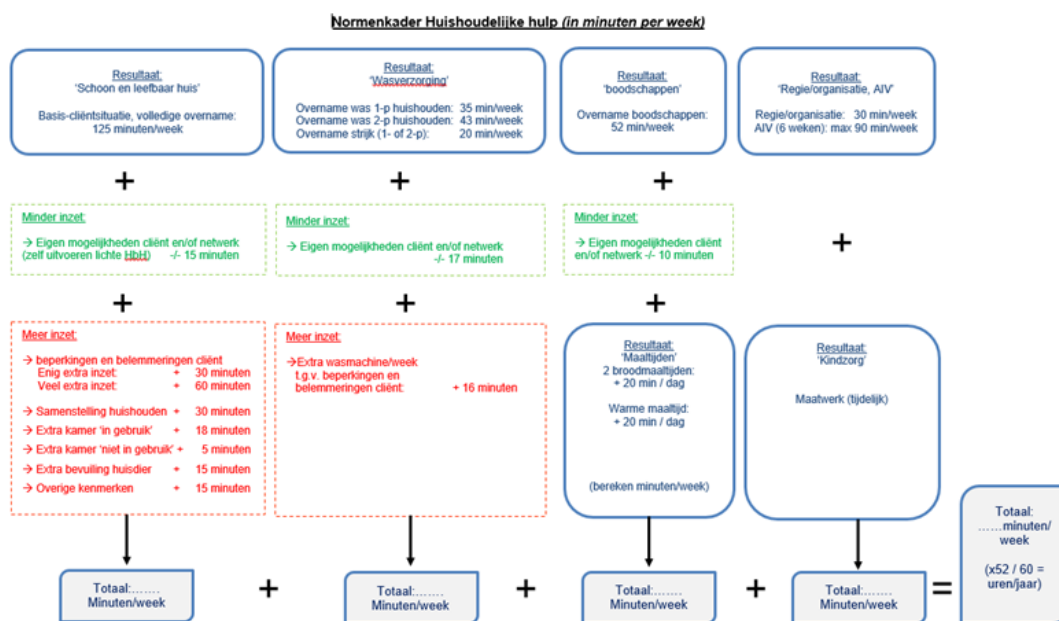 Normenkader Huishoudelijke hulp (in minuten per week)
Resultaat:
'Schoon en leefbaar huis'
Basis-cliëntsituatie, volledige overname:
125 minuten/week
Resultaat:
'Wasverzorging'
Overname was 1-p huishouden: 35 min/week
Overname was 2-p huishouden: 43 min/week
Overname strijk (1- of 2-p): 20 min/week
Resultaat:
'boodschappen'
Overname boodschappen:
52 min/week
Resultaat:
'Regie/organisatie, AIV'
Regie/organisatie: 30 min/week
AIV (6 weken): max 90 min/week
+
+
+
Minder inzet:
→ Eigen mogelijkheden cliënt en/of netwerk
(zelf uitvoeren lichte HbH) -/- 15 minuten
Minder inzet:
→ Eigen mogelijkheden cliënt en/of netwerk
-/- 17 minuten
Minder inzet:
→ Eigen mogelijkheden cliënt
en/of netwerk -/- 10 minuten
+
+
+
+
Meer inzet:
→ beperkingen en belemmeringen cliënt
Enig extra inzet: + 30 minuten
Veel extra inzet: + 60 minuten
→ Samenstelling huishouden + 30 minuten
→ Extra kamer 'in gebruik' + 18 minuten
→ Extra kamer 'niet in gebruik' + 5 minuten
→ Extra bevuiling huisdier + 15 minuten
→ Overige kenmerken + 15 minuten
Meer inzet:
→Extra wasmachine/week
t.g.v. beperkingen en
belemmeringen cliënt: + 16 minuten
Resultaat:
'Maaltijden'
2 broodmaaltijden:
+ 20 min / dag
Warme maaltijd:
+ 20 min / dag
(bereken minuten/week)
Resultaat:
'Kindzorg'
Maatwerk (tijdelijk)
Totaal:…….
Minuten/week
+
Totaal:…….
Minuten/week
+
Totaal:…….
Minuten/week
+
Totaal:…….
Minuten/week
=
Totaal:
……minuten/
week
(x52 / 60 =
uren/jaar)